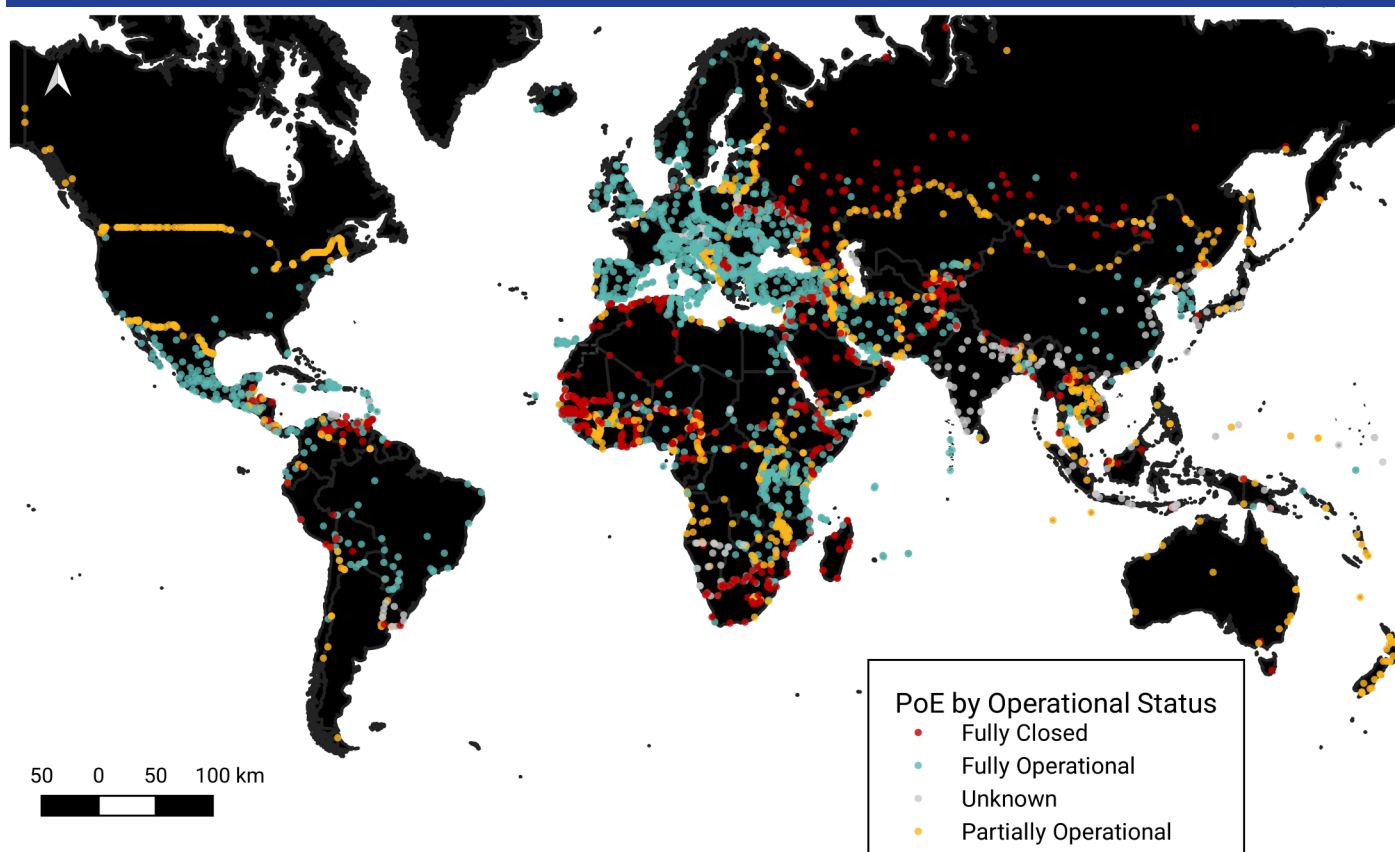 PoE by Operational Status
Fully Closed
Fully Operational
Unknown
Partially Operational
50 0 50 100 km